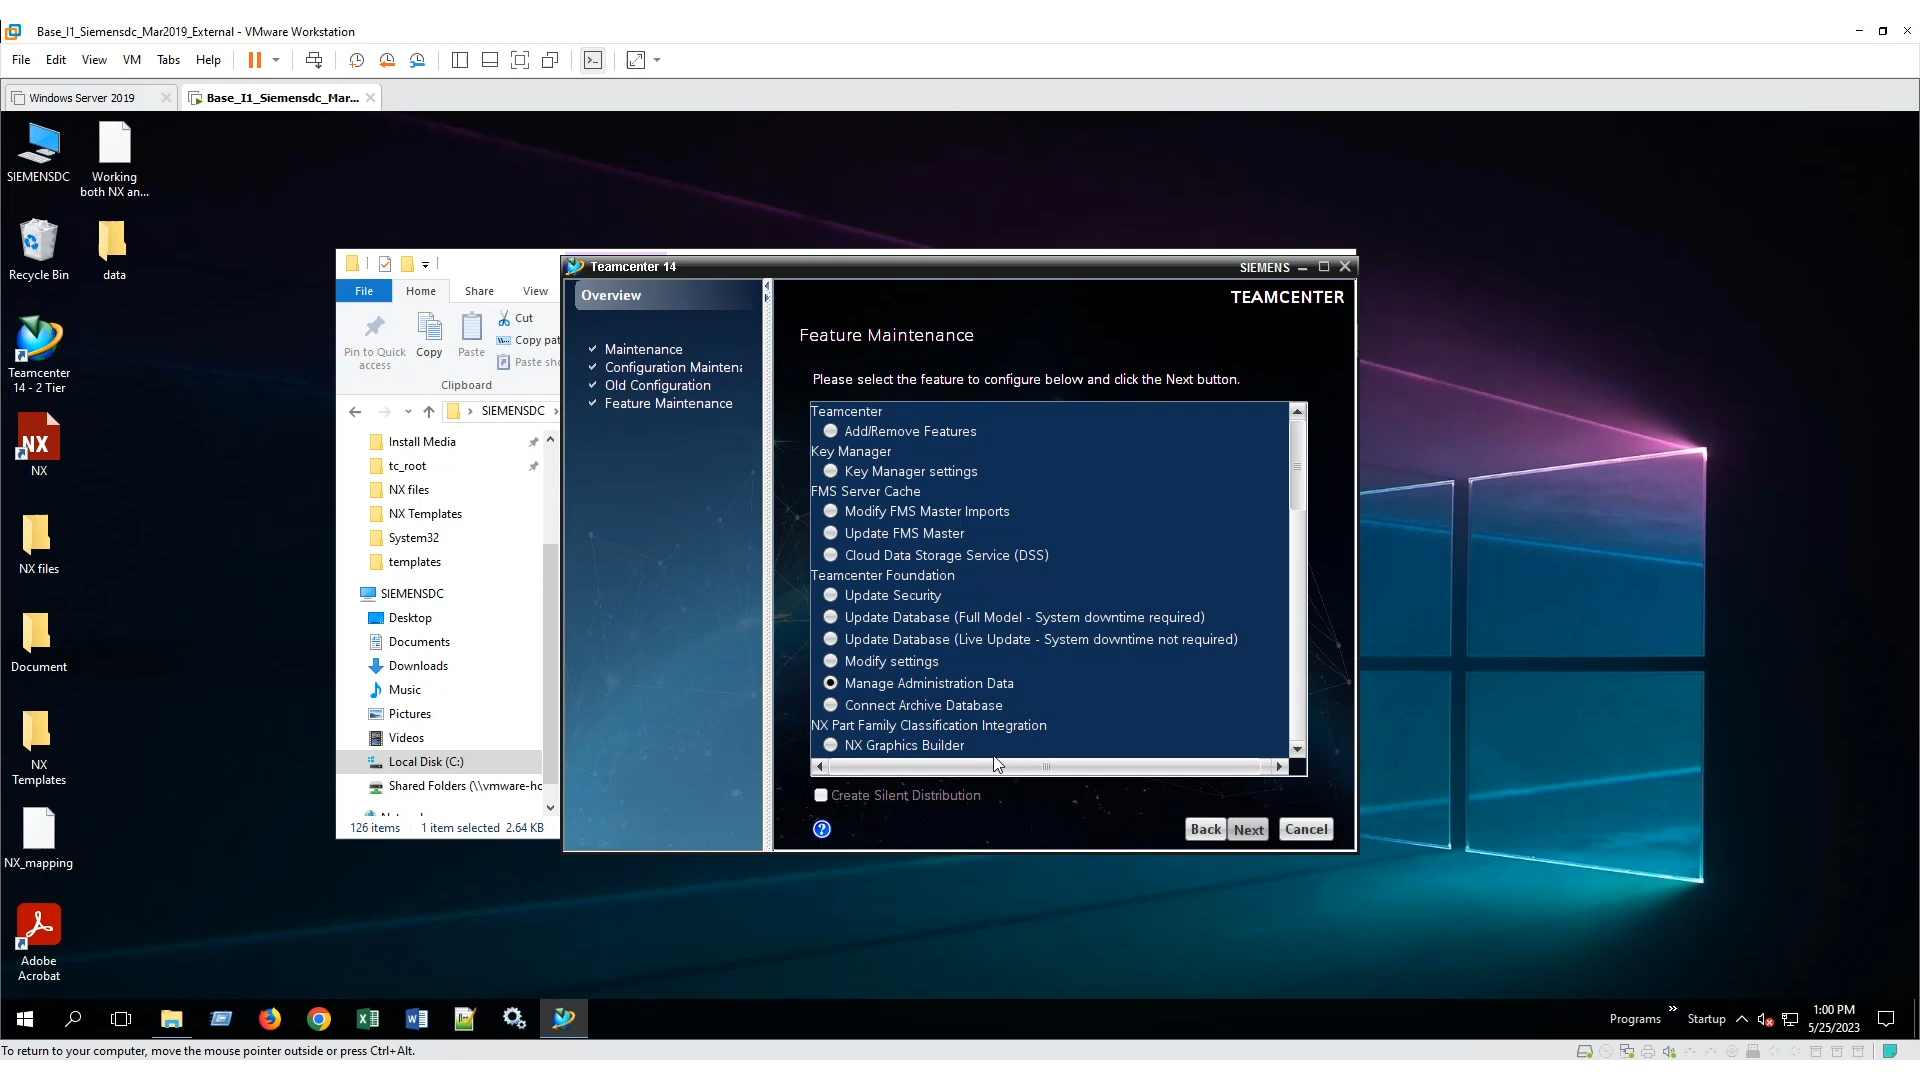 Base_I1_Siemensdc_Mar2019_External - VMware Workstation
File Edit View VM Tabs Help
Windows Server 2019
Base_I1_Siemensdc_Mar...
SIEMENSDC
Working both NX an...
Recycle Bin
data
Teamcenter 14 - 2 Tier
NX
NX
NX files
Document
NX Templates
NX_mapping
Adobe Acrobat
File Home Share View
Pin to Quick access
Copy
Paste
Cut
Copy pat
Paste sho
Clipboard
SIEMENSDC
Install Media
tc_root
NX files
NX Templates
System32
templates
SIEMENSDC
Desktop
Documents
Downloads
Music
Pictures
Videos
Local Disk (C:)
Shared Folders (\\vmware-hc
126 items 1 item selected 2.64 KB
Teamcenter 14
SIEMENS
Overview
Maintenance
Configuration Maintena
Old Configuration
Feature Maintenance
TEAMCENTER
Feature Maintenance
Please select the feature to configure below and click the Next button.
Teamcenter
Add/Remove Features
Key Manager
Key Manager settings
FMS Server Cache
Modify FMS Master Imports
Update FMS Master
Cloud Data Storage Service (DSS)
Teamcenter Foundation
Update Security
Update Database (Full Model - System downtime required)
Update Database (Live Update - System downtime not required)
Modify settings
Manage Administration Data
Connect Archive Database
NX Part Family Classification Integration
NX Graphics Builder
Create Silent Distribution
Back Next Cancel
Programs Startup
1:00 PM
5/25/2023
To return to your computer, move the mouse pointer outside or press Ctrl+Alt.